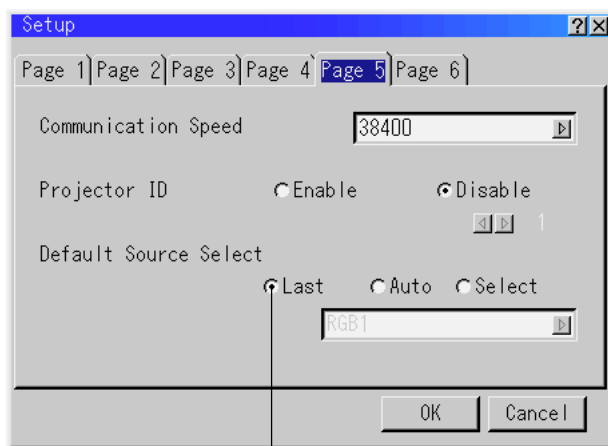 Setup
Page 1 Page 2 Page 3 Page 4 Page 5 Page 6
Communication Speed 38400
Projector ID Enable Disable
1
Default Source Select
Last Auto Select
RGB1
OK Cancel